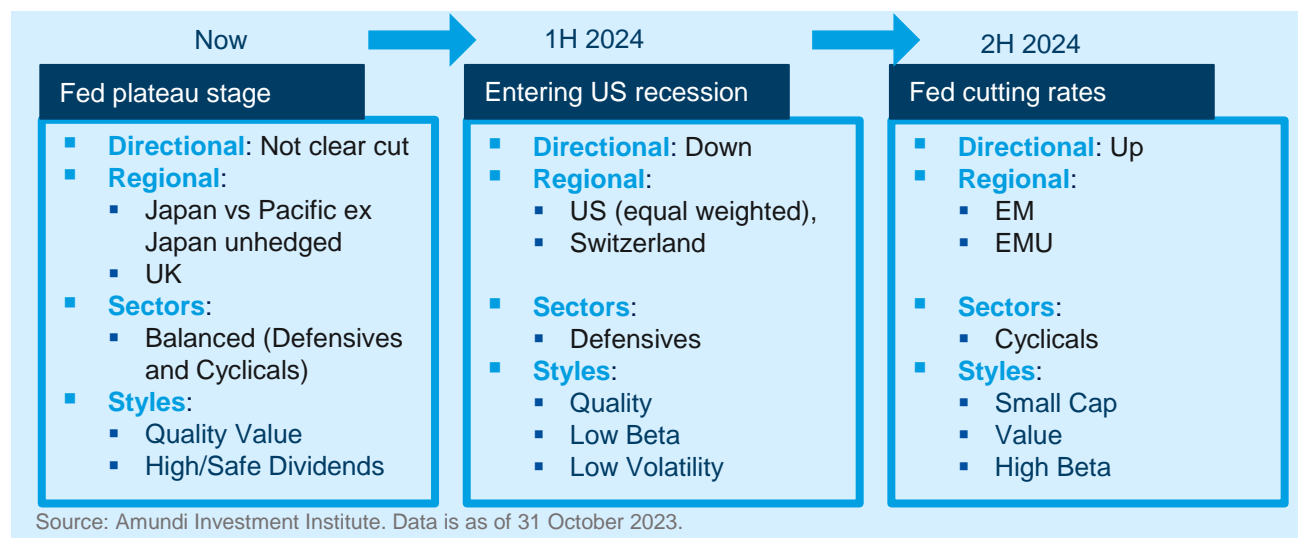 Now
1H 2024
2H 2024
Fed plateau stage
▪ Directional: Not clear cut
▪ Regional:
▪ Japan vs Pacific ex
Japan unhedged
▪ UK
▪ Sectors:
▪ Balanced (Defensives
and Cyclicals)
▪ Styles:
▪ Quality Value
▪ High/Safe Dividends
Entering US recession
▪ Directional: Down
▪ Regional:
▪ US (equal weighted),
▪ Switzerland
▪ Sectors:
▪ Defensives
▪ Styles:
▪ Quality
▪ Low Beta
▪ Low Volatility
Fed cutting rates
▪ Directional: Up
▪ Regional:
▪ EM
▪ EMU
▪ Sectors:
▪ Cyclicals
▪ Styles:
▪ Small Cap
▪ Value
▪ High Beta
Source: Amundi Investment Institute. Data is as of 31 October 2023.